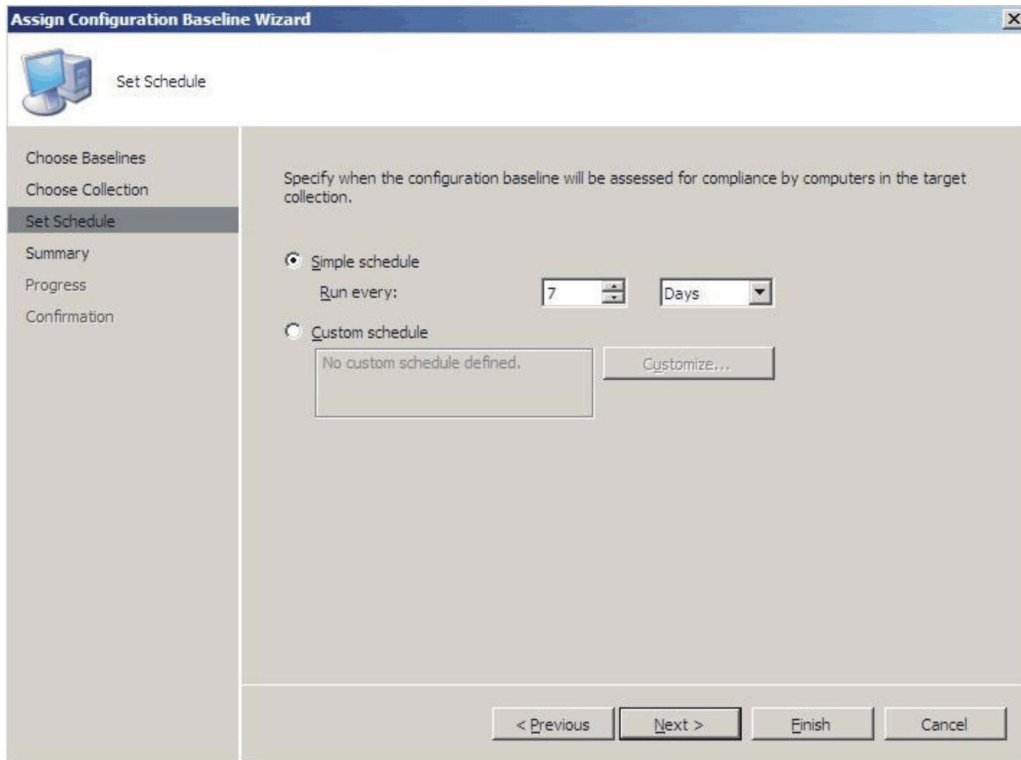 Assign Configuration Baseline Wizard
Set Schedule
Choose Baselines
Choose Collection
Set Schedule
Summary
Progress
Confirmation
Specify when the configuration baseline will be assessed for compliance by computers in the target
collection.
Simple schedule
Run every: 7 Days
Custom schedule
No custom schedule defined. Customize...
< Previous Next > Finish Cancel